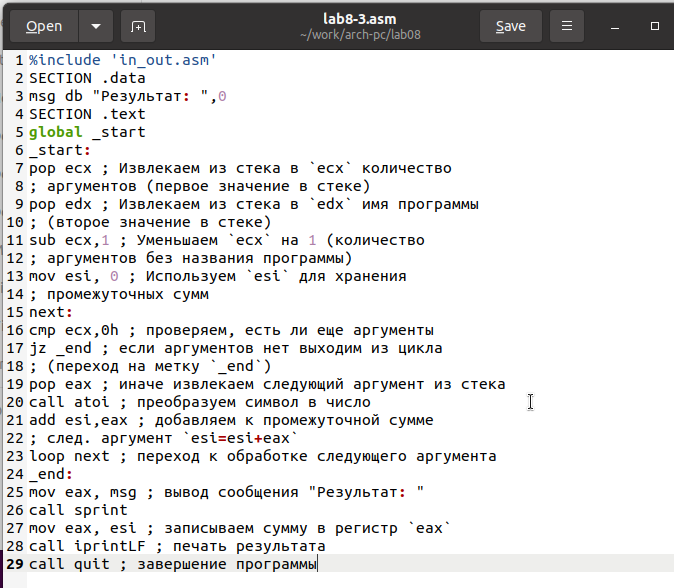 Open
lab8-3.asm
~/work/arch-pc/lab08
Save
1 %include 'in_out.asm'
2 SECTION .data
3 msg db "Результат: ",0
4 SECTION .text
5 global _start
6 _start:
7 pop ecx ; Извлекаем из стека в `ecx` количество
8 ; аргументов (первое значение в стеке)
9 pop edx ; Извлекаем из стека в `edx` имя программы
10 ; (второе значение в стеке)
11 sub ecx,1 ; Уменьшаем `ecx` на 1 (количество
12 ; аргументов без названия программы)
13 mov esi, 0 ; Используем `esi` для хранения
14 ; промежуточных сумм
15 next:
16 cmp ecx,0h ; проверяем, есть ли еще аргументы
17 jz _end ; если аргументов нет выходим из цикла
18 ; (переход на метку `_end`)
19 pop eax ; иначе извлекаем следующий аргумент из стека
20 call atoi ; преобразуем символ в число
21 add esi,eax ; добавляем к промежуточной сумме
22 ; след. аргумент `esi=esi+eax`
23 loop next ; переход к обработке следующего аргумента
24 _end:
25 mov eax, msg ; вывод сообщения "Результат: "
26 call sprint
27 mov eax, esi ; записываем сумму в регистр `eax`
28 call iprintLF ; печать результата
29 call quit ; завершение программы